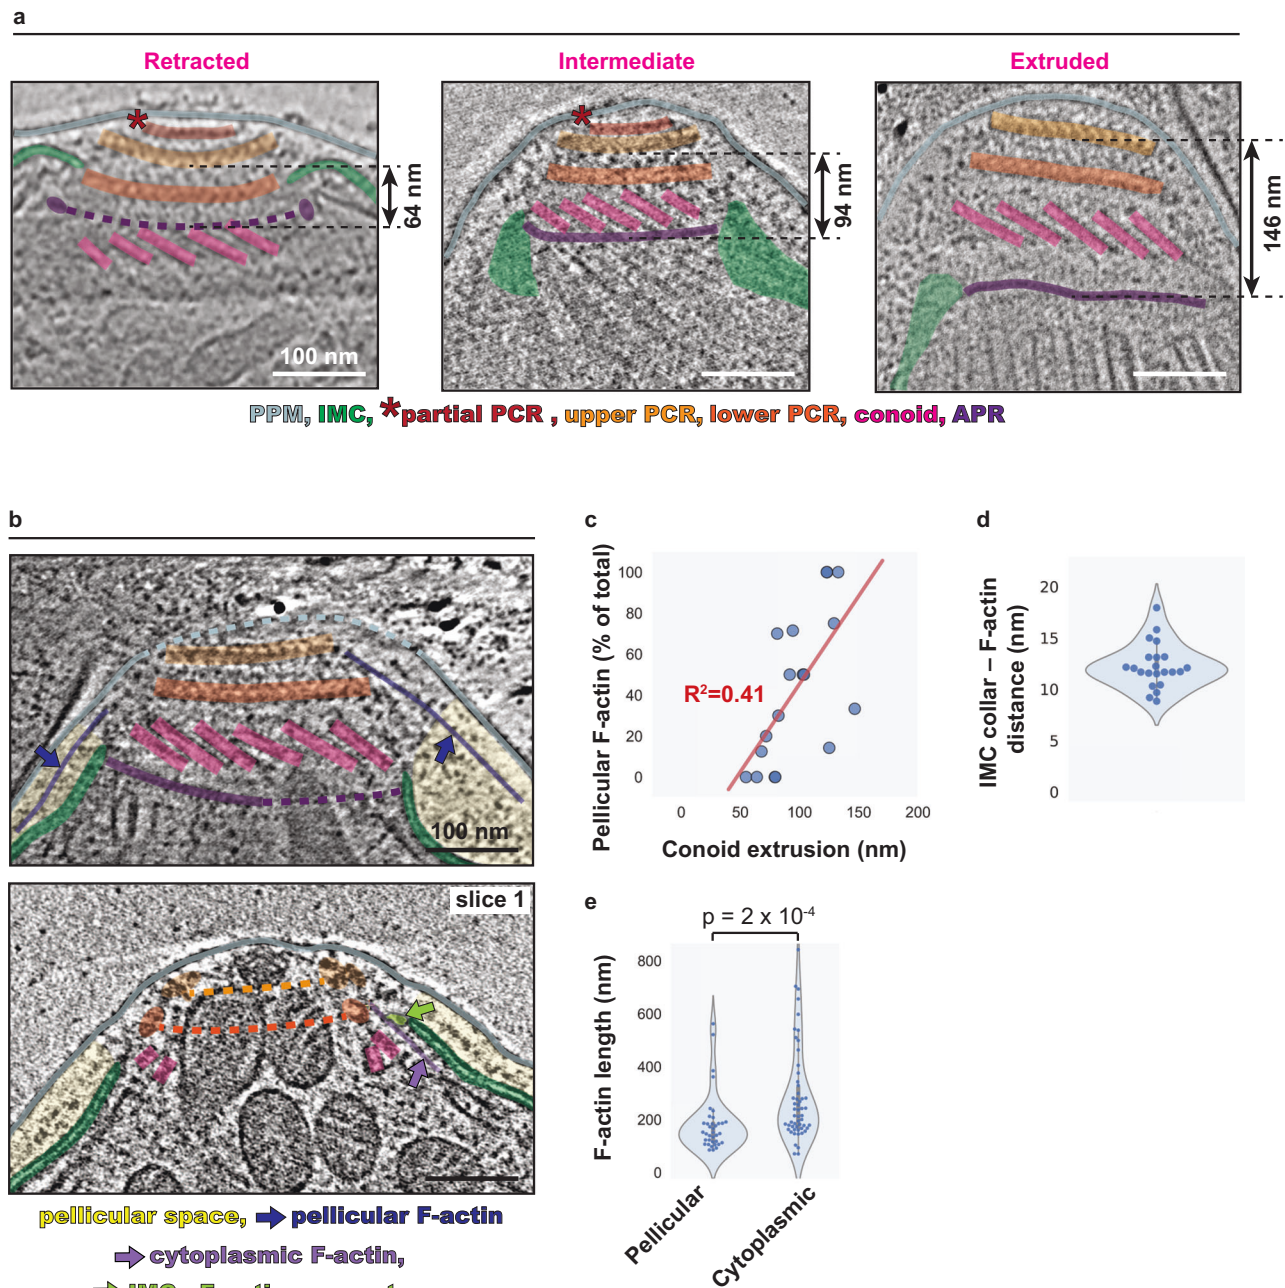 a
Retracted
Intermediate
Extruded
64 nm
94 nm
146 nm
100 nm
PPM, IMC, *partial PCR , upper PCR, lower PCR, conoid, APR
b
100 nm
slice 1
pellicular space, pellicular F-actin
cytoplasmic F-actin,
c
Pellicular F-actin (% of total)
100
80
60
40
20
0
R²=0.41
0 50 100 150 200
Conoid extrusion (nm)
d
IMC collar – F-actin
distance (nm)
20
15
10
5
0
e
p = 2 x 10⁻⁴
F-actin length (nm)
800
600
400
200
0
Pellicular
Cytoplasmic